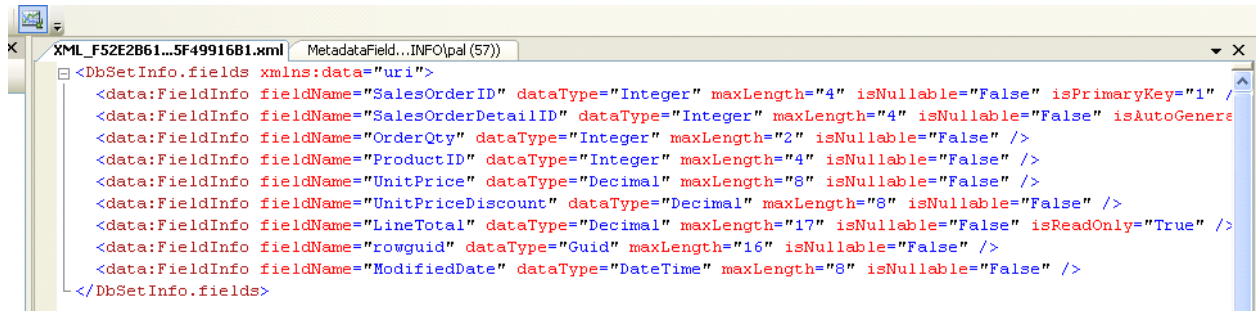 XML_F52E2B61...5F49916B1.xml MetadataField...INFO\pal (57))
<DbSetInfo.fields xmlns:data="uri">
<data:FieldInfo fieldName="SalesOrderID" dataType="Integer" maxLength="4" isNullable="False" isPrimaryKey="1" /
<data:FieldInfo fieldName="SalesOrderDetailID" dataType="Integer" maxLength="4" isNullable="False" isAutoGenera
<data:FieldInfo fieldName="OrderQty" dataType="Integer" maxLength="2" isNullable="False" />
<data:FieldInfo fieldName="ProductID" dataType="Integer" maxLength="4" isNullable="False" />
<data:FieldInfo fieldName="UnitPrice" dataType="Decimal" maxLength="8" isNullable="False" />
<data:FieldInfo fieldName="UnitPriceDiscount" dataType="Decimal" maxLength="8" isNullable="False" />
<data:FieldInfo fieldName="LineTotal" dataType="Decimal" maxLength="17" isNullable="False" isReadOnly="True" />
<data:FieldInfo fieldName="rowguid" dataType="Guid" maxLength="16" isNullable="False" />
<data:FieldInfo fieldName="ModifiedDate" dataType="DateTime" maxLength="8" isNullable="False" />
</DbSetInfo.fields>